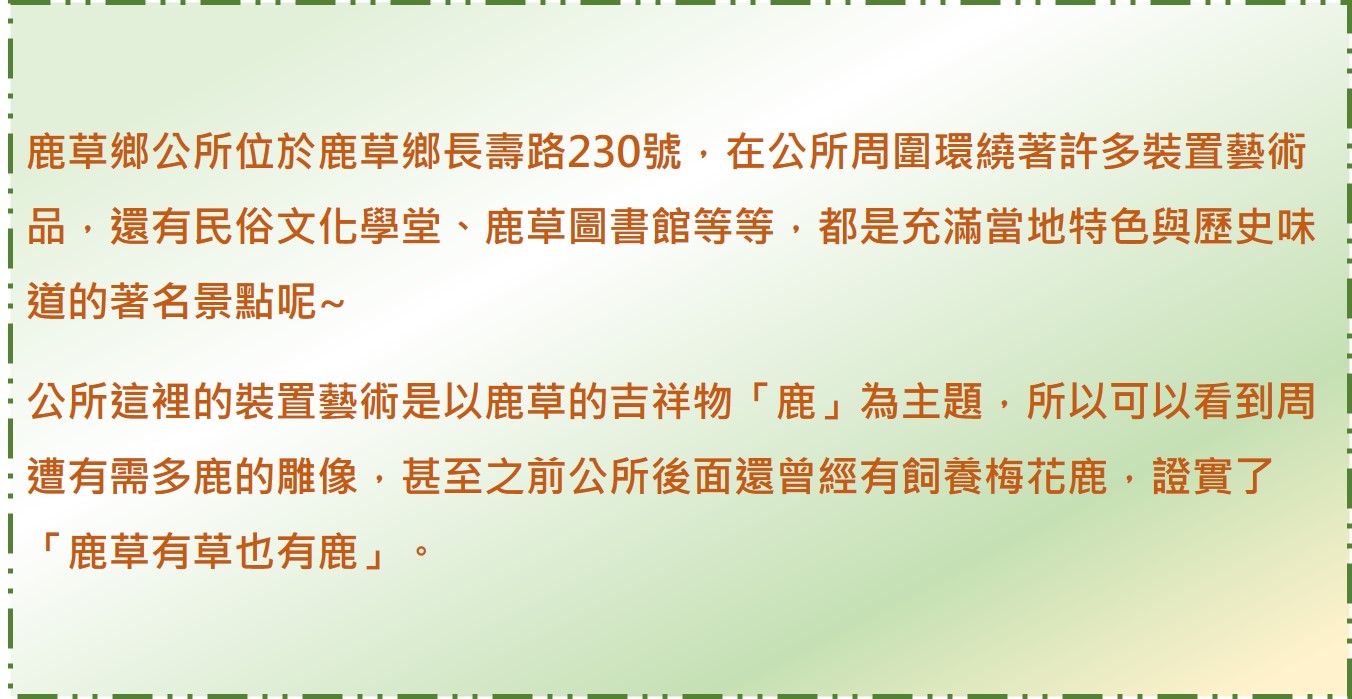 鹿草鄉公所位於鹿草鄉長壽路230號，在公所周圍環繞著許多裝置藝術
品，還有民俗文化學堂、鹿草圖書館等等，都是充滿當地特色與歷史味
道的著名景點呢~
公所這裡的裝置藝術是以鹿草的吉祥物「鹿」為主題，所以可以看到周
遭有需多鹿的雕像，甚至之前公所後面還曾經有飼養梅花鹿，證實了
「鹿草有草也有鹿」。